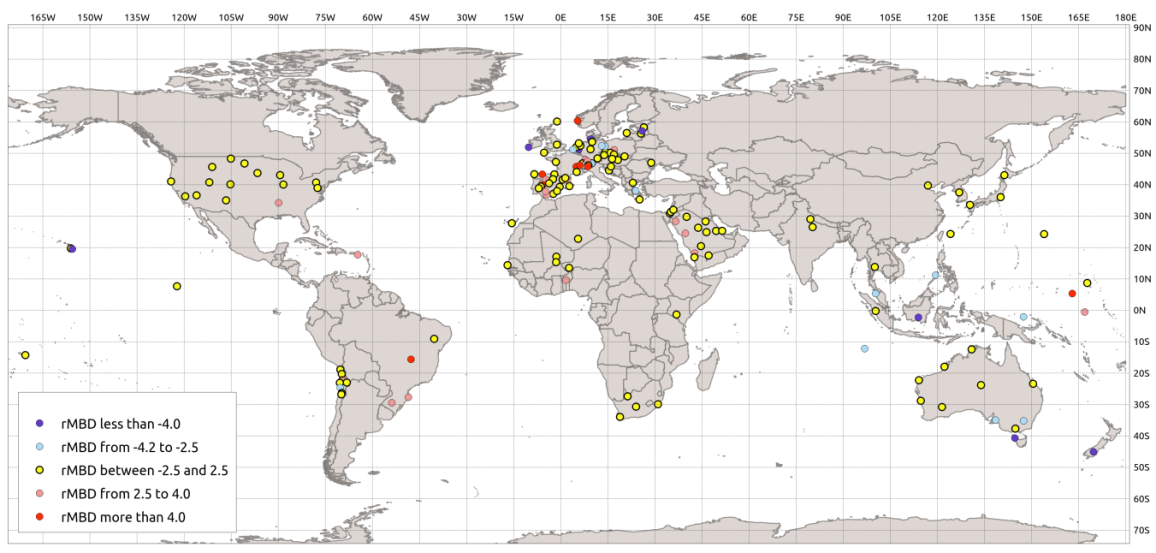 165W 150W 135W 120W 105W 90W 75W 60W 45W 30W 15W 0E 15E 30E 45E 60E 75E 90E 105E 120E 135E 150E 165E 180E
90N
80N
70N
60N
50N
40N
30N
20N
10N
0N
10S
20S
30S
40S
50S
60S
70S
rMBD less than -4.0
rMBD from -4.2 to -2.5
rMBD between -2.5 and 2.5
rMBD from 2.5 to 4.0
rMBD more than 4.0